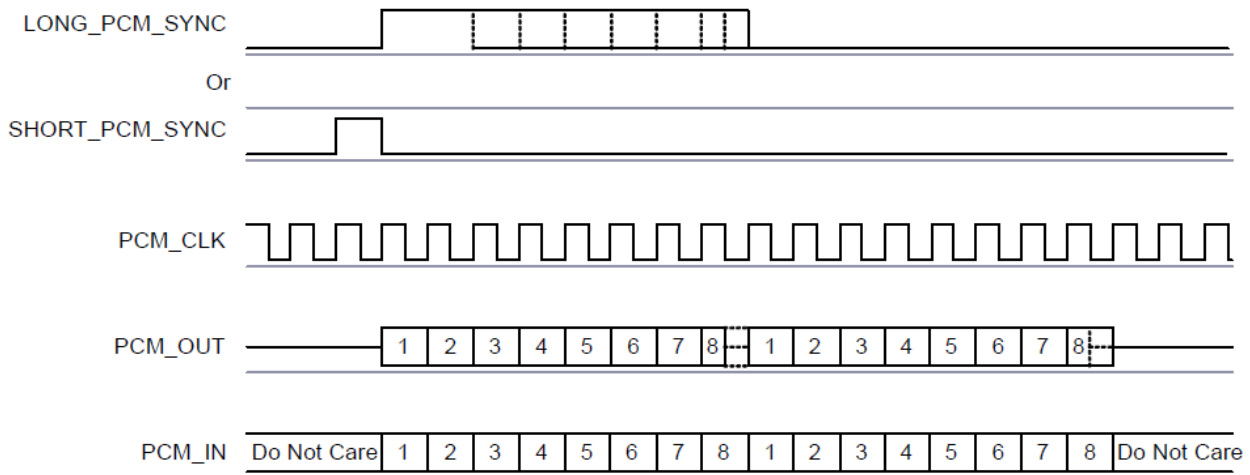 LONG_PCM_SYNC
Or
SHORT_PCM_SYNC
PCM_CLK
PCM_OUT 1 2 3 4 5 6 7 8 1 2 3 4 5 6 7 8
PCM_IN Do Not Care 1 2 3 4 5 6 7 8 1 2 3 4 5 6 7 8 Do Not Care